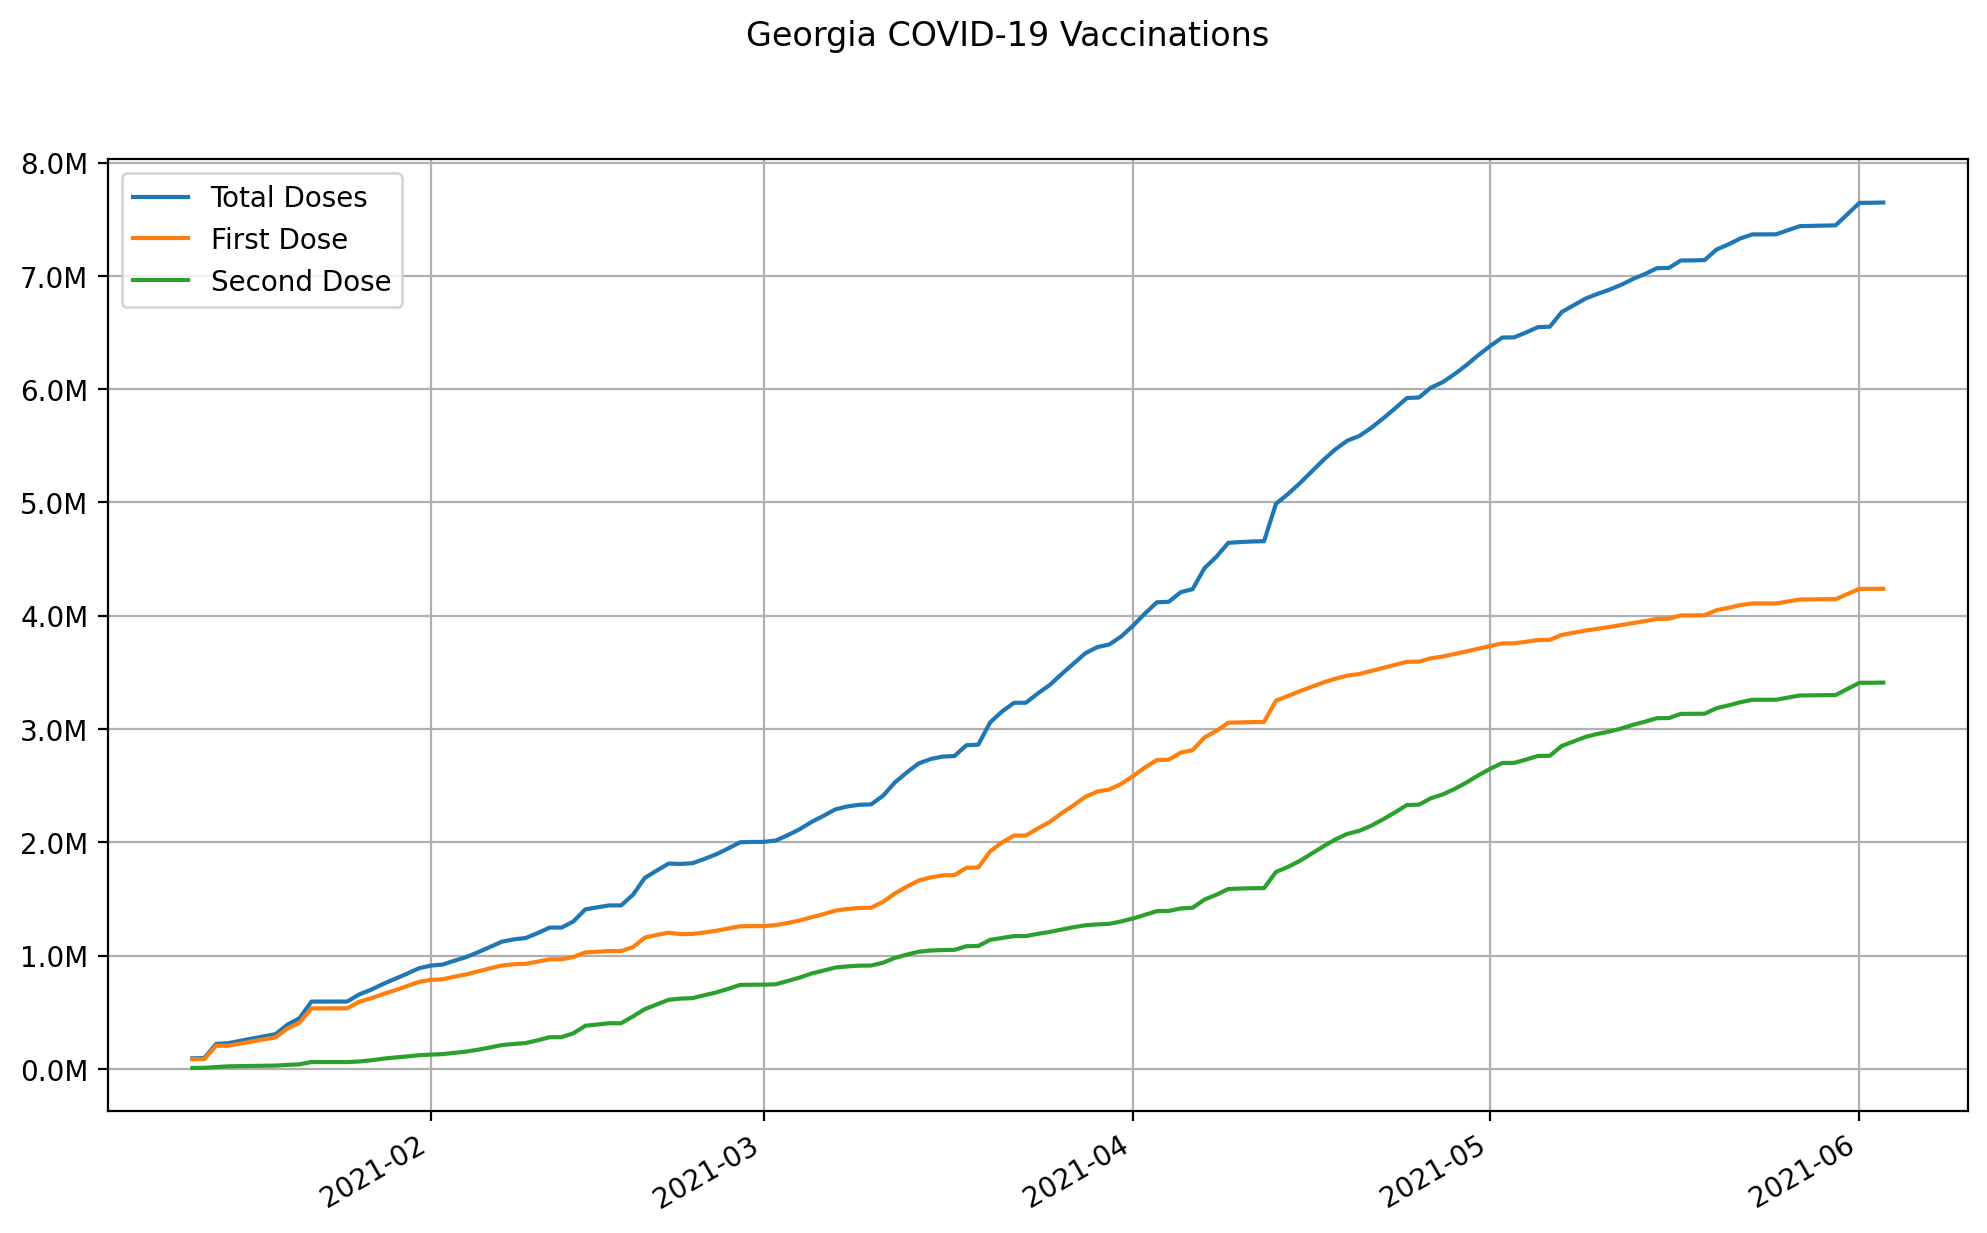 Georgia COVID-19 Vaccinations
8.0M
7.0M
6.0M
5.0M
4.0M
3.0M
2.0M
1.0M
0.0M
Total Doses
First Dose
Second Dose
2021-02
2021-03
2021-04
2021-05
2021-06